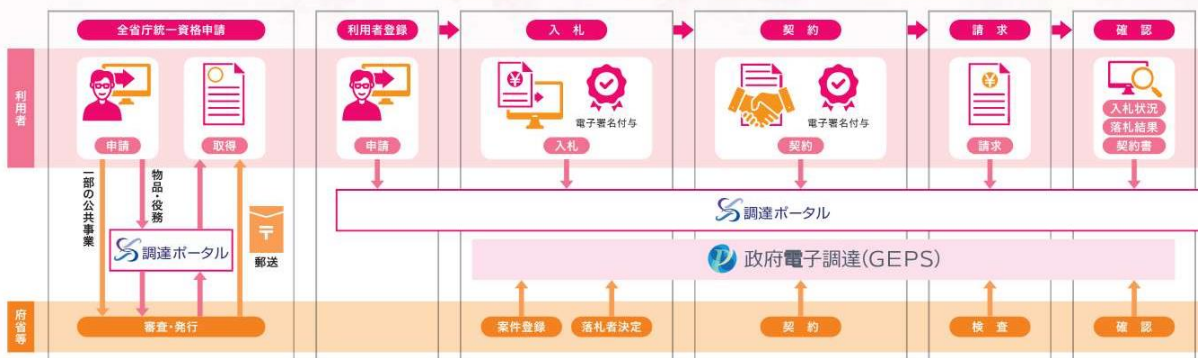 全省庁統一資格申請
利用者登録
入札
契約
請求
確認
利用者
申請
取得
申請
電子署名付与
入札
電子署名付与
契約
請求
入札状況
落札結果
契約書
一部の公共事業
物品・役務
調達ポータル
郵送
調達ポータル
政府電子調達(GEPS)
府省等
審査・発行
案件登録
落札者決定
契約
検査
確認